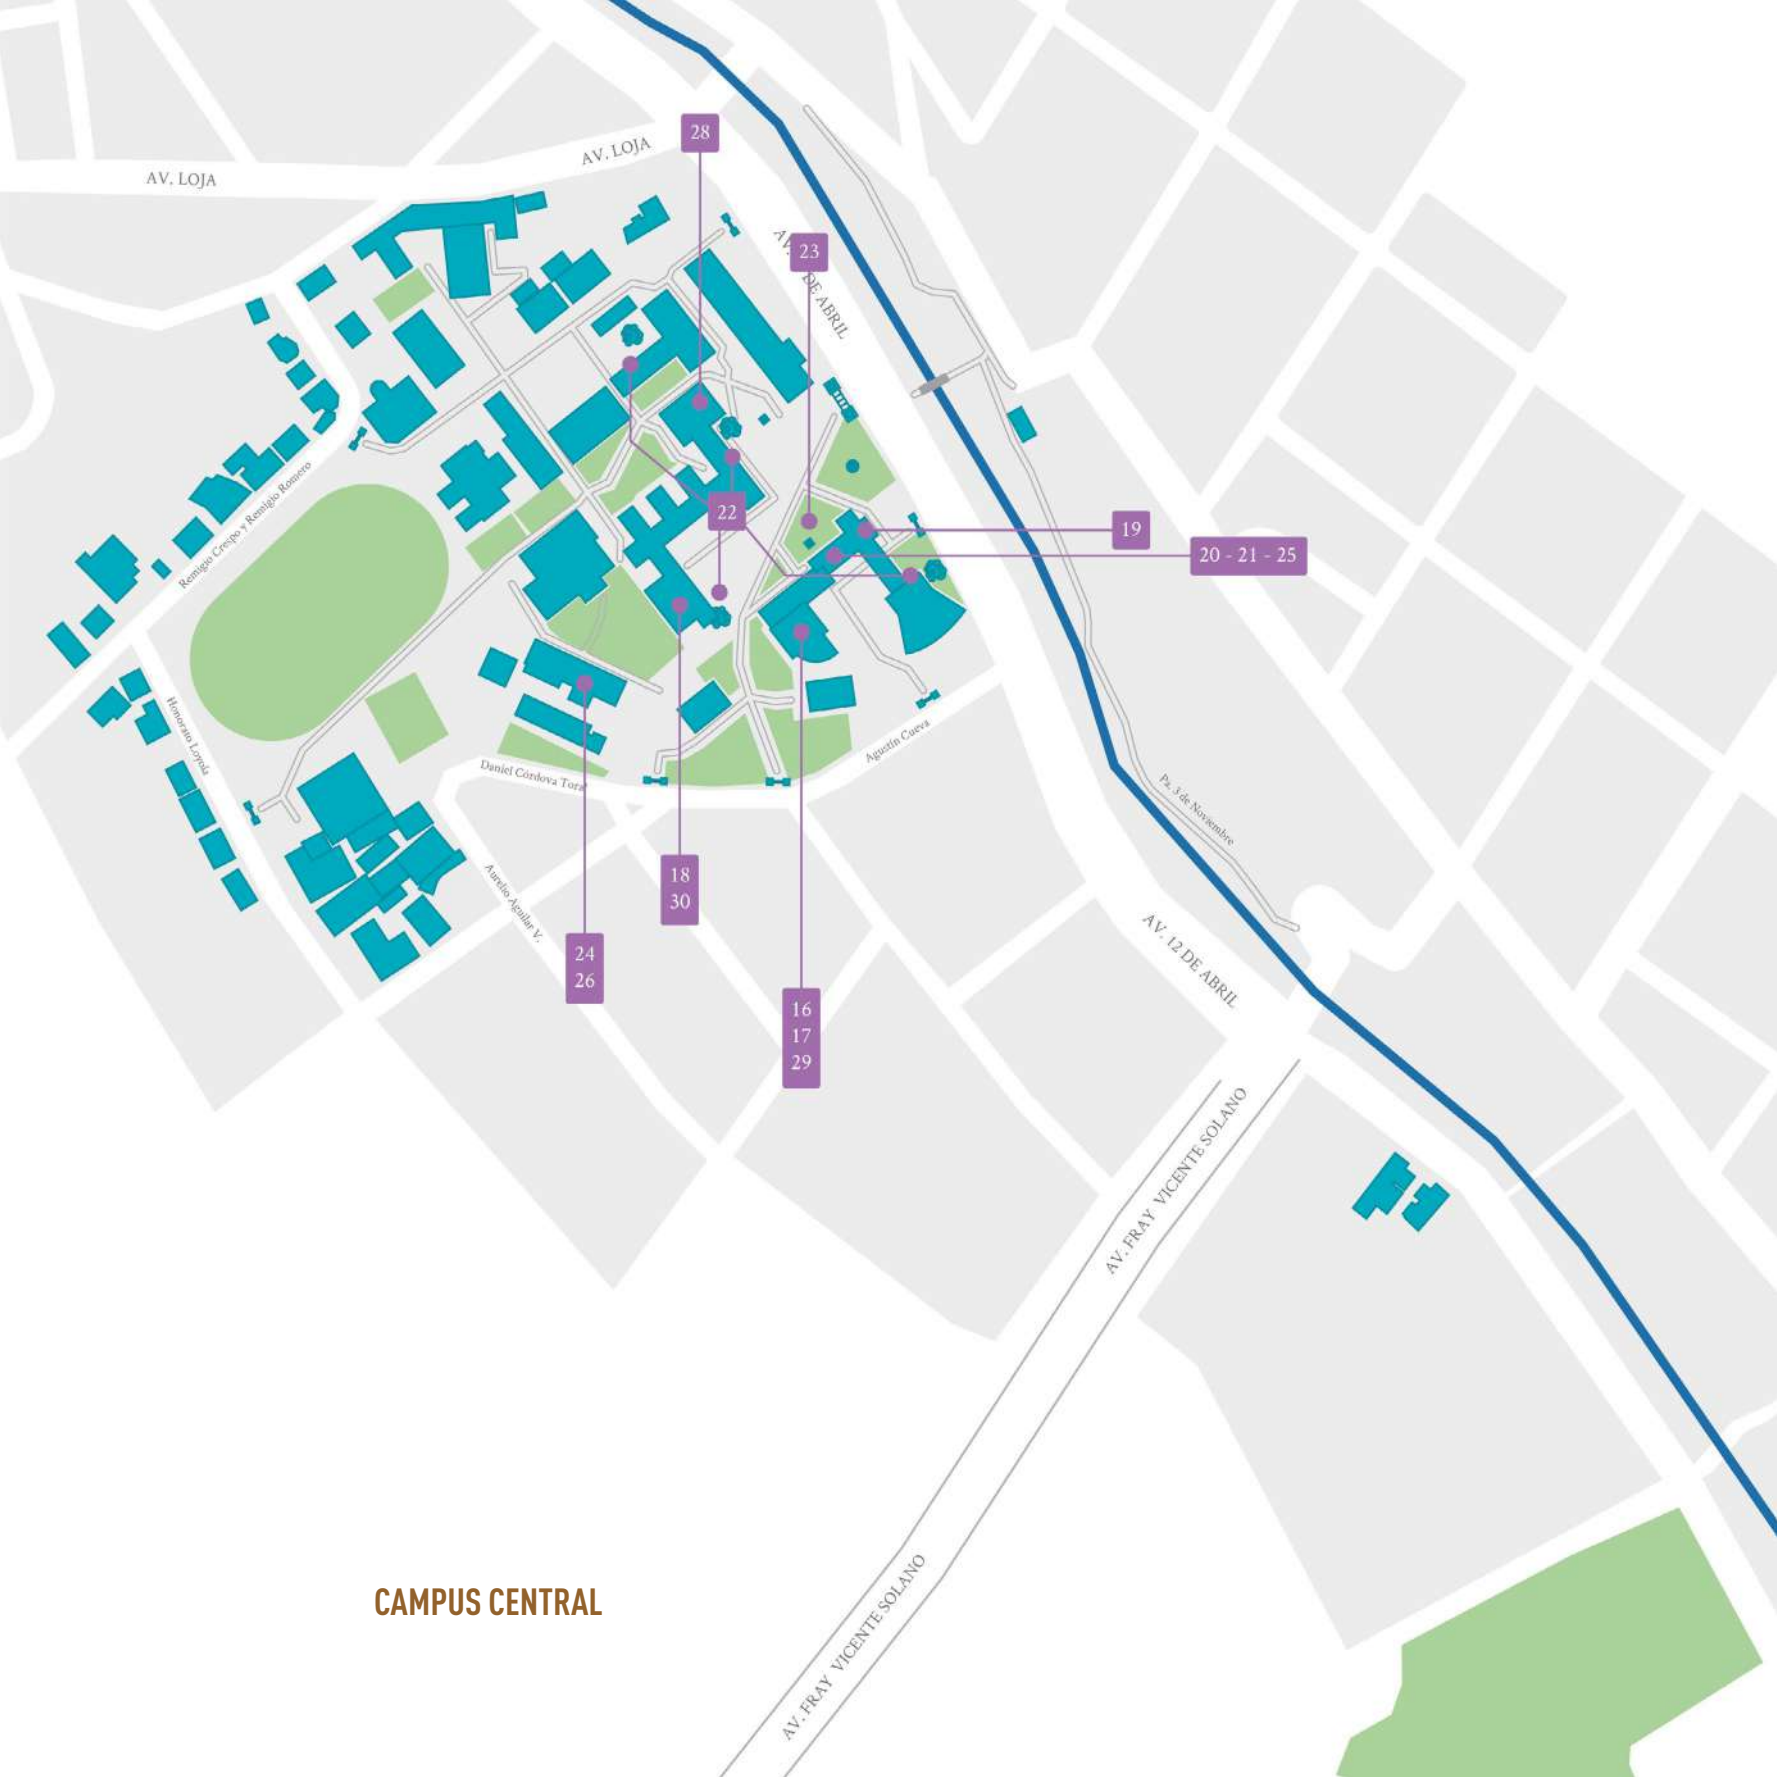 28
AV. LOJA
AV. LOJA
23
DE ABRIL
22
19
20 - 21 - 25
Remigio Crespo y Remigio Romero
Honorato Loyola
Agustín Cueva
Daniel Córdova Toral
Pa. 3 de Noviembre
Aurelio Aguilar V.
18
30
24
26
16
17
29
AV. 12 DE ABRIL
AV. FRAY VICENTE SOLANO
AV. FRAY VICENTE SOLANO
CAMPUS CENTRAL